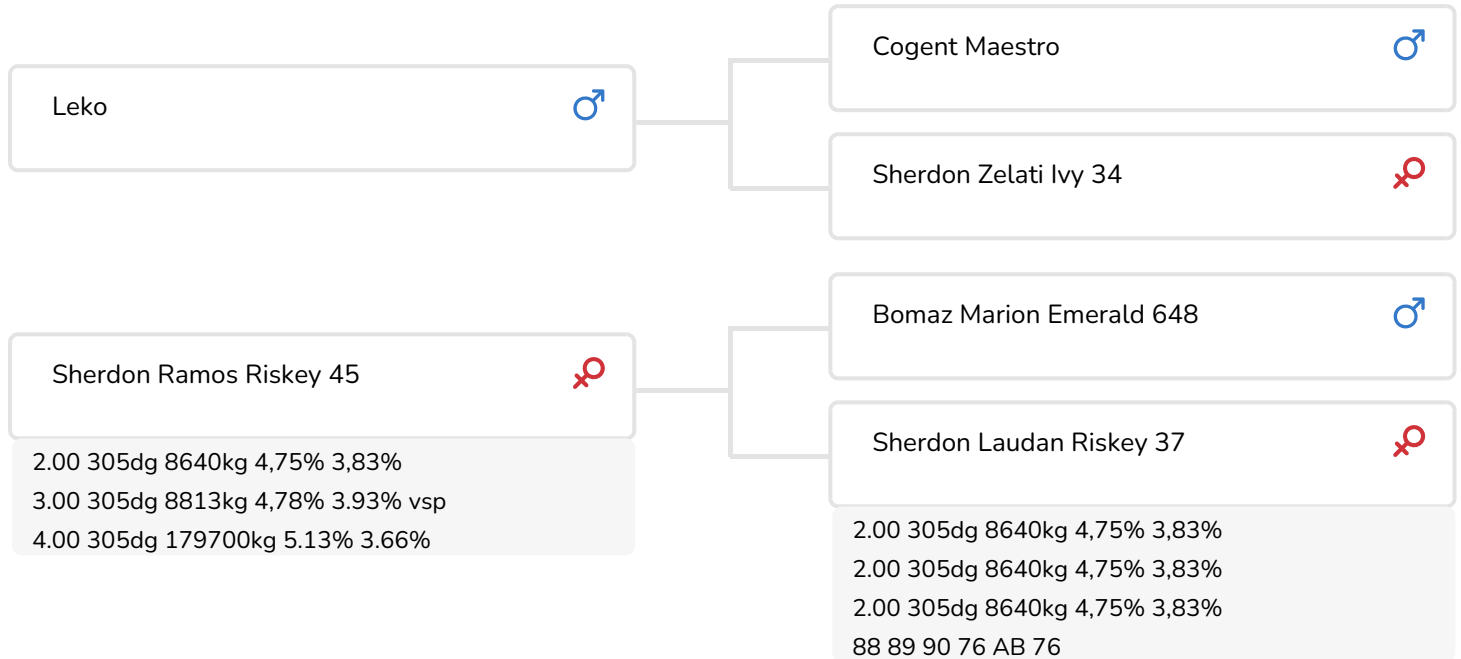 Leko
Cogent Maestro
Sherdon Zelati Ivy 34
Sherdon Ramos Riskey 45
2.00 305dg 8640kg 4,75% 3,83%
3.00 305dg 8813kg 4,78% 3.93% vsp
4.00 305dg 179700kg 5.13% 3.66%
Bomaz Marion Emerald 648
Sherdon Laudan Riskey 37
2.00 305dg 8640kg 4,75% 3,83%
2.00 305dg 8640kg 4,75% 3,83%
2.00 305dg 8640kg 4,75% 3,83%
88 89 90 76 AB 76